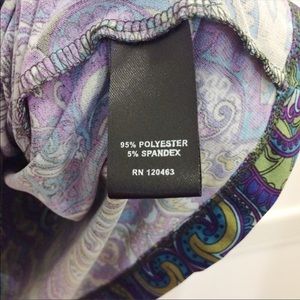 95% POLYESTER
5% SPANDEX
RN 120463